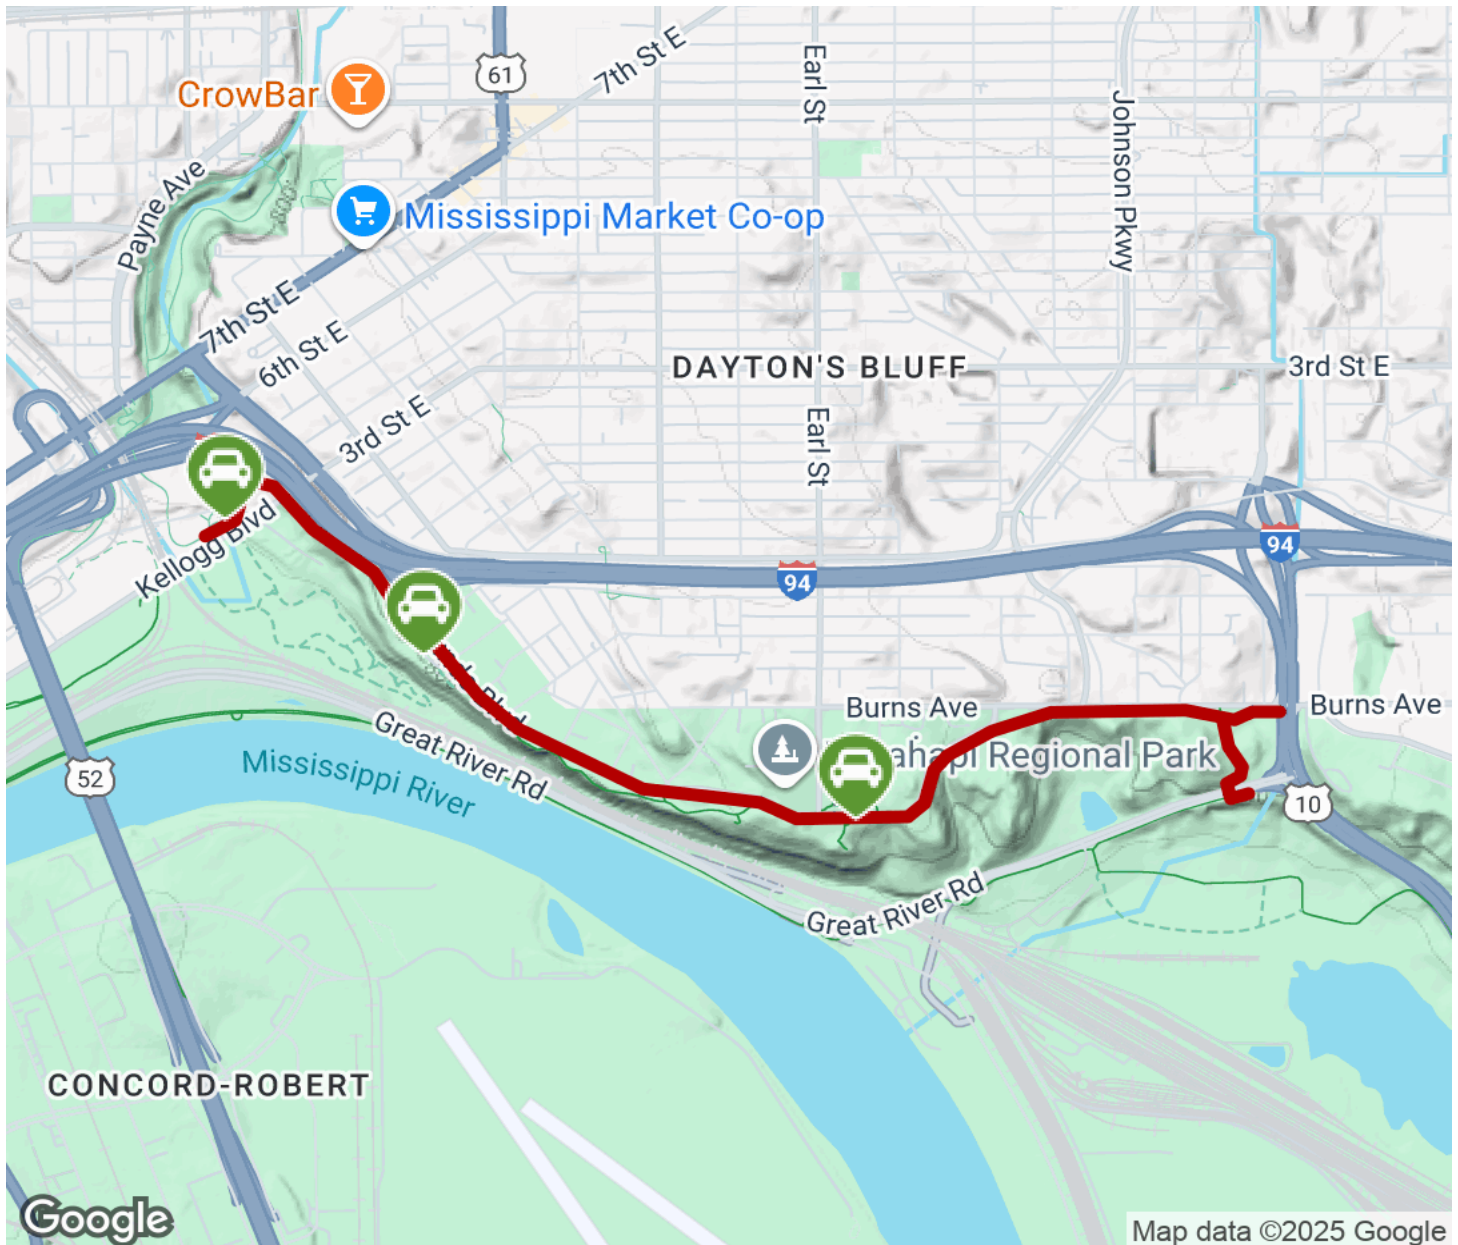 61
7th St E
Earl St
CrowBar
Johnson Pkwy
Payne Ave
Mississippi Market Co-op
7th St E
6th St E
DAYTON'S BLUFF
3rd St E
3rd St E
Earl St
94
94
Kellogg Blvd
Blvd
Burns Ave
Burns Ave
Great River Rd
Regional Park
Mississippi River
52
10
Great River Rd
CONCORD-ROBERT
Google
Map data ©2025 Google